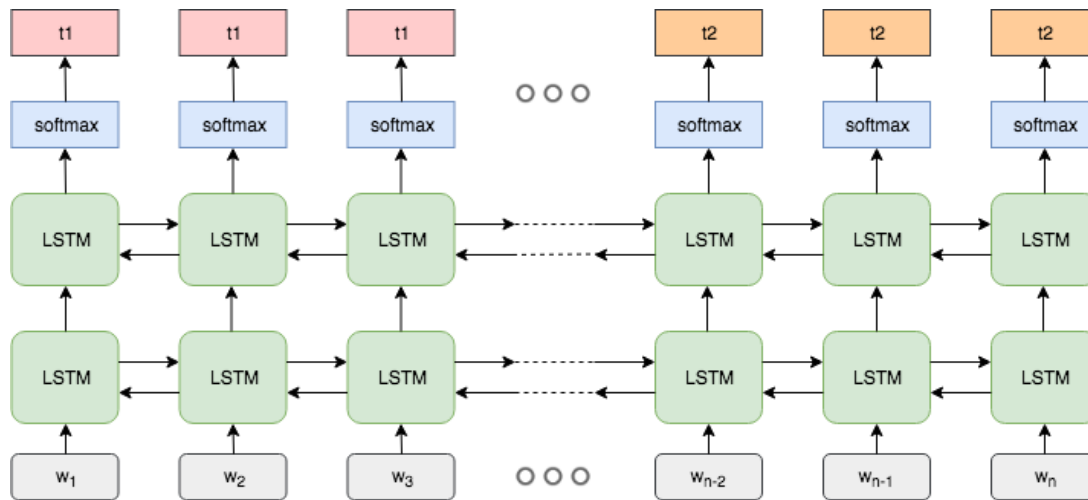 t1 t1 t1 t2 t2 t2
softmax softmax softmax softmax softmax softmax
LSTM LSTM LSTM LSTM LSTM LSTM
LSTM LSTM LSTM LSTM LSTM LSTM
w1 w2 w3 wn-2 wn-1 wn